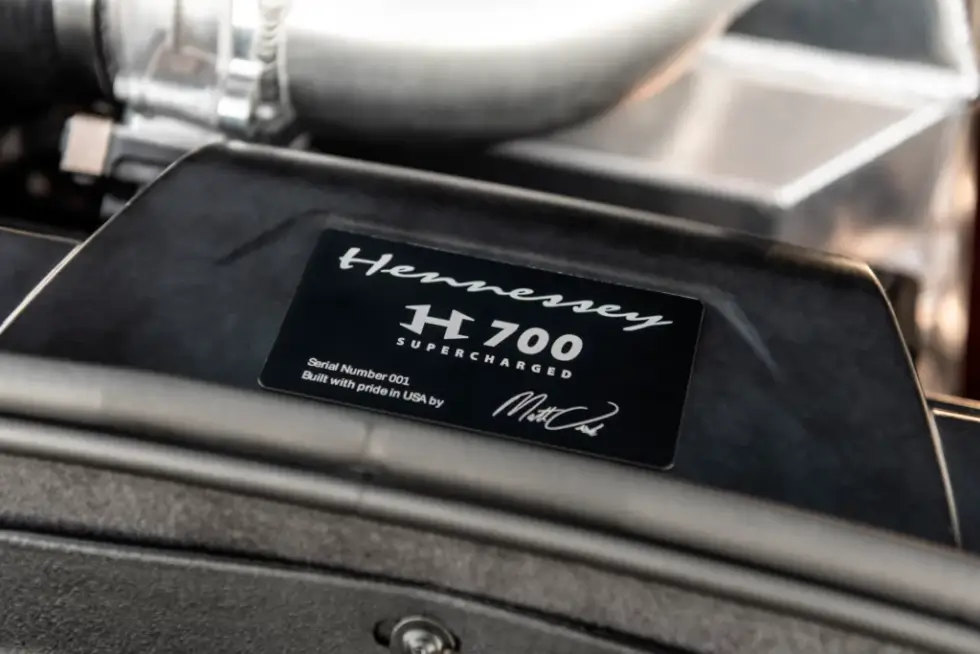 Hennessey
H 700
SUPERCHARGED
Serial Number 001
Built with pride in USA by